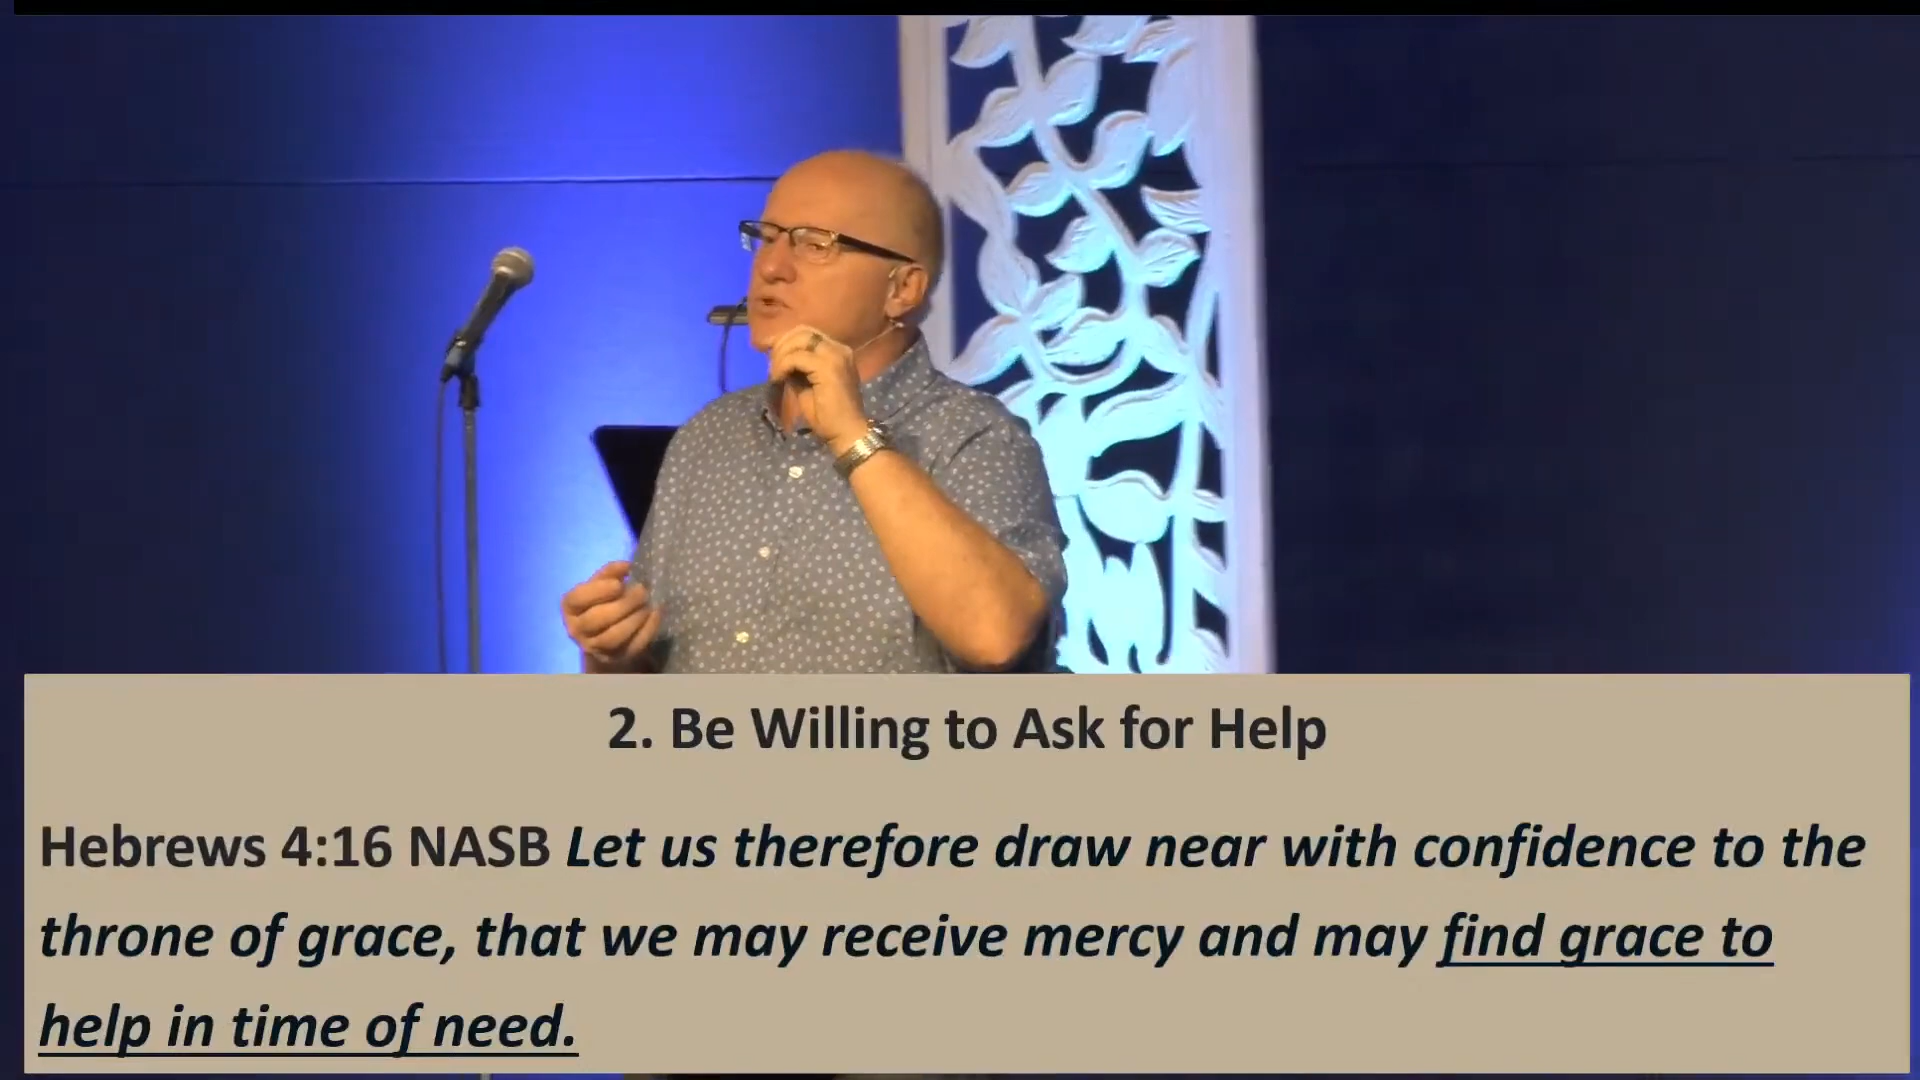 2. Be Willing to Ask for Help
Hebrews 4:16 NASB Let us therefore draw near with confidence to the
throne of grace, that we may receive mercy and may find grace to
help in time of need.